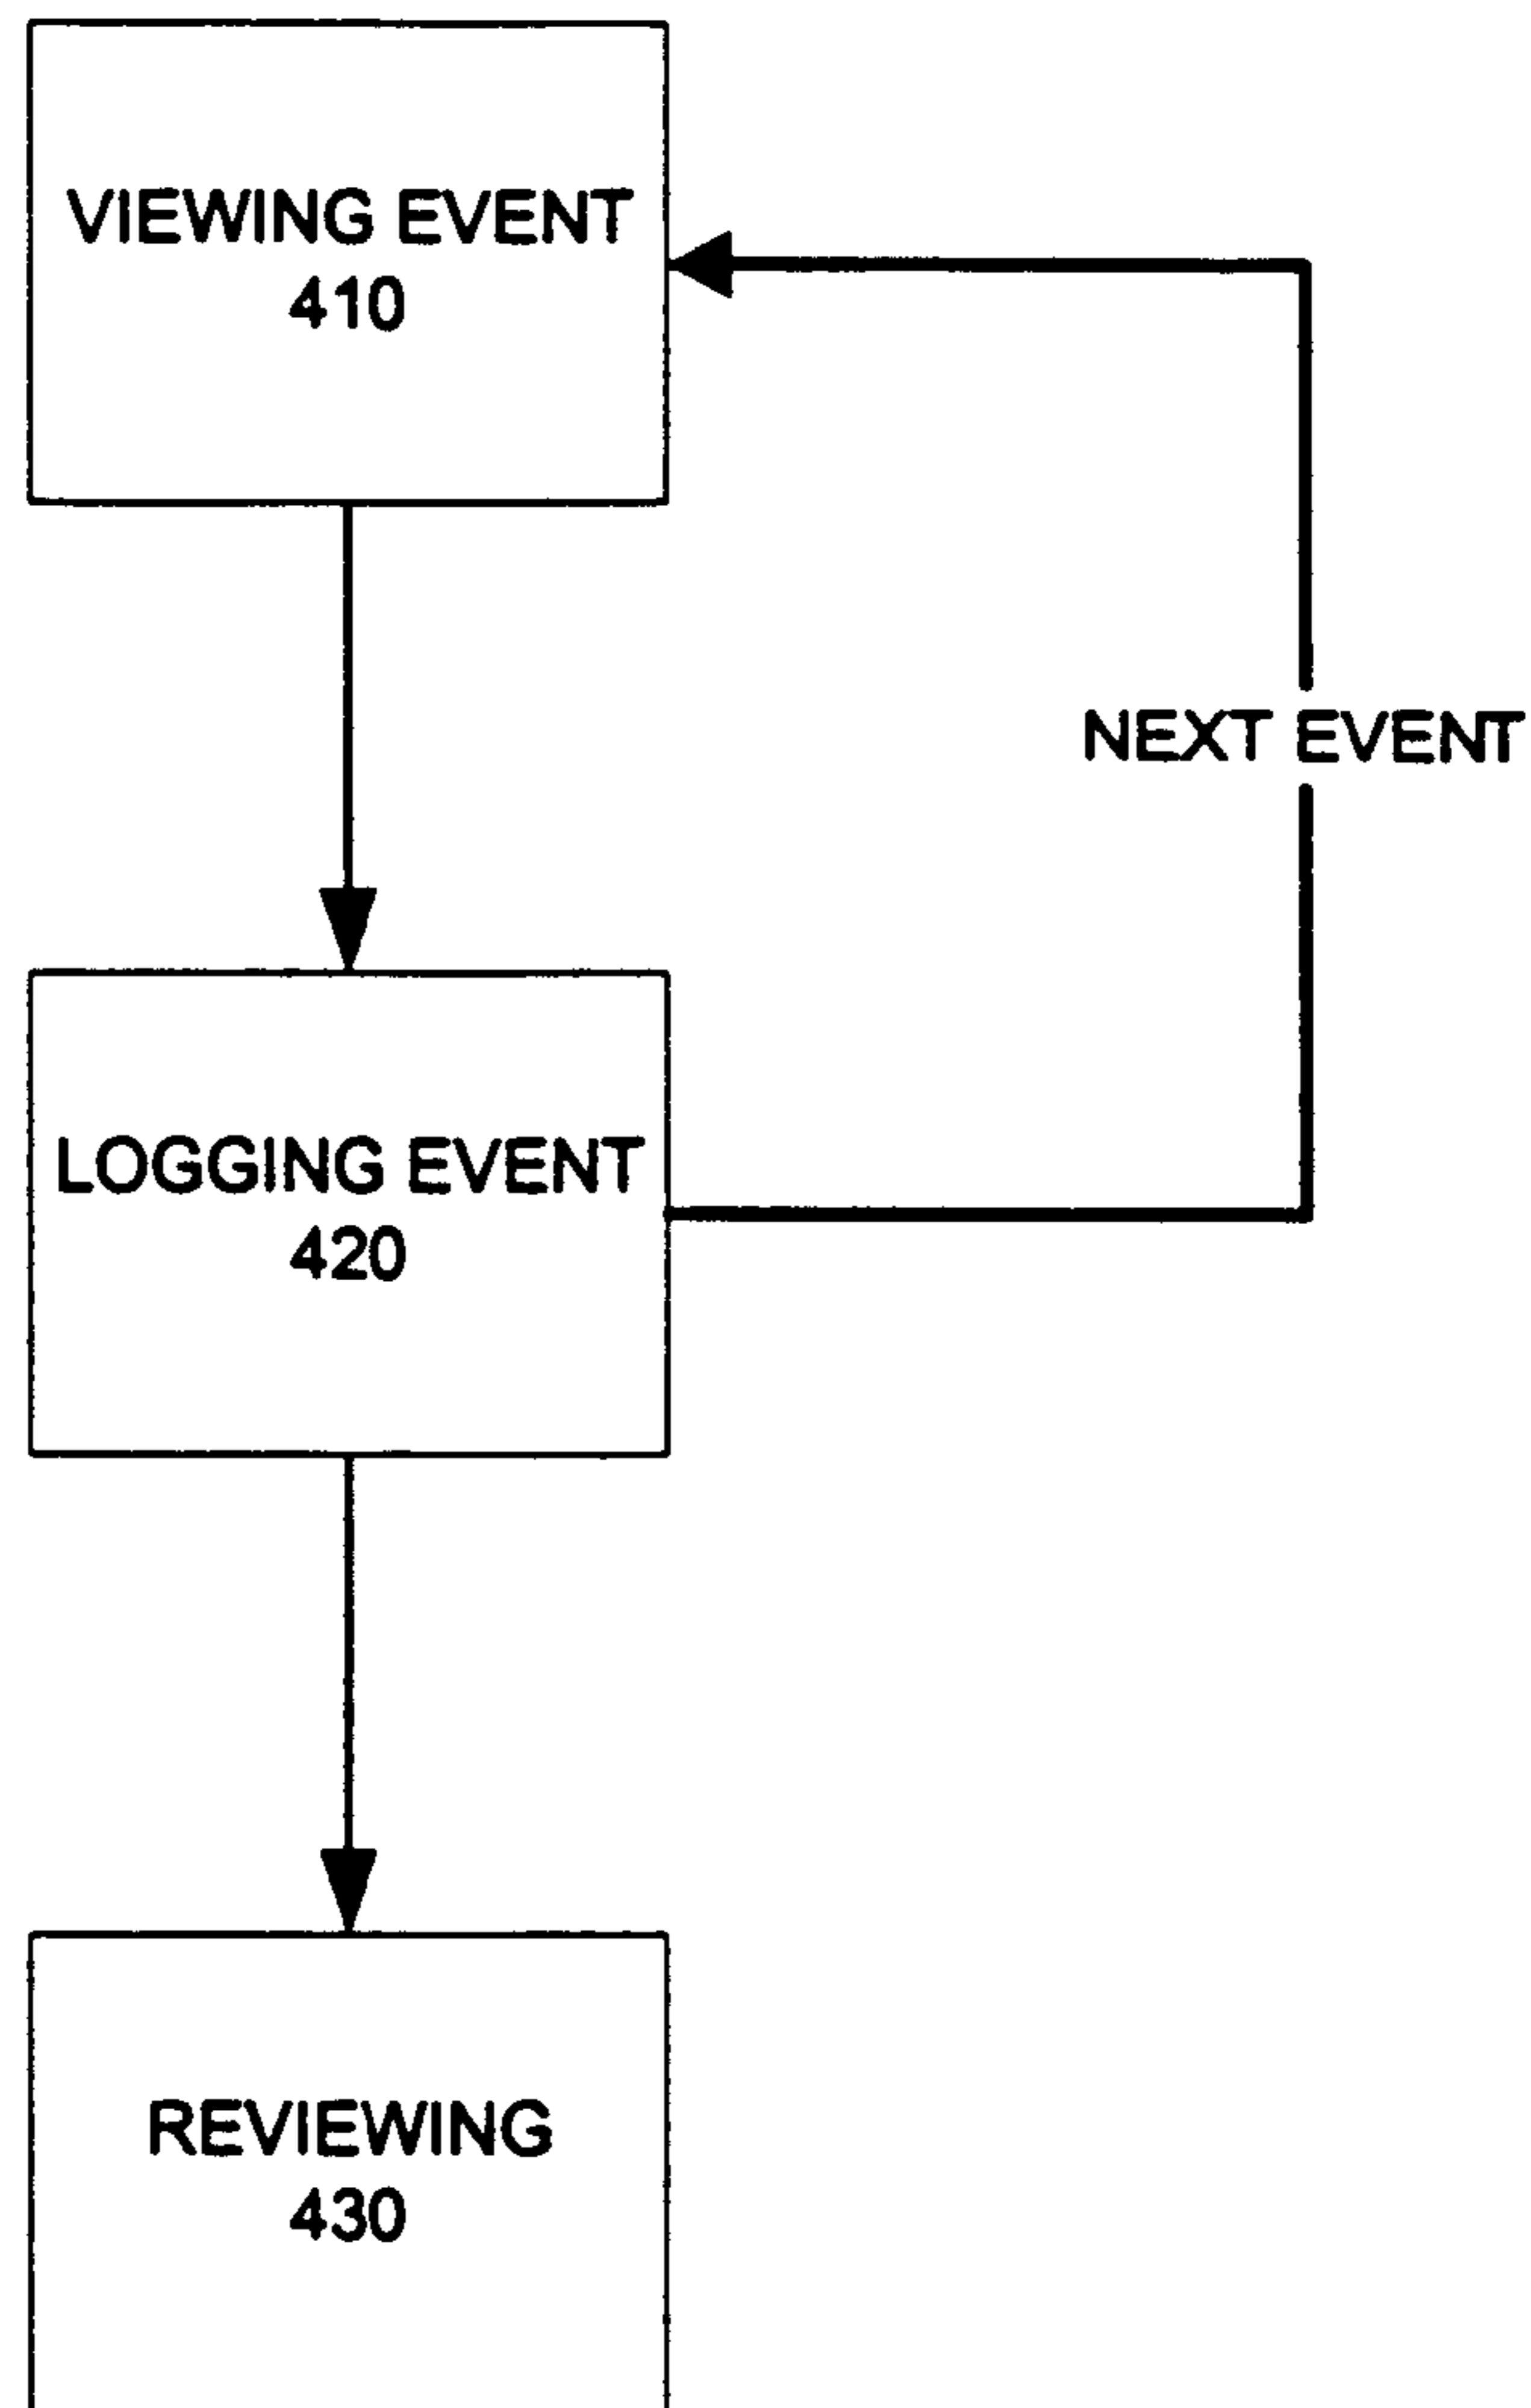 VIEWING EVENT
410
NEXT EVENT
LOGGING EVENT
420
REVIEWING
430